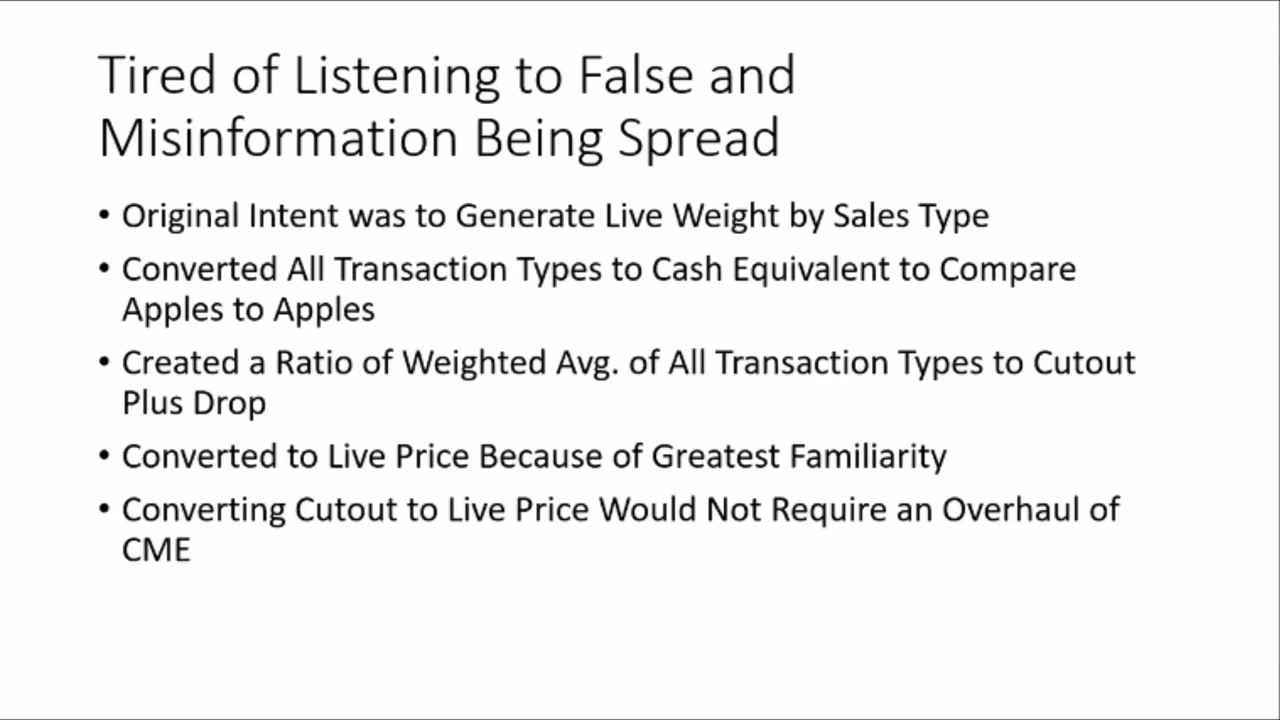 Tired of Listening to False and
Misinformation Being Spread
• Original Intent was to Generate Live Weight by Sales Type
• Converted All Transaction Types to Cash Equivalent to Compare
Apples to Apples
• Created a Ratio of Weighted Avg. of All Transaction Types to Cutout
Plus Drop
• Converted to Live Price Because of Greatest Familiarity
• Converting Cutout to Live Price Would Not Require an Overhaul of
CME